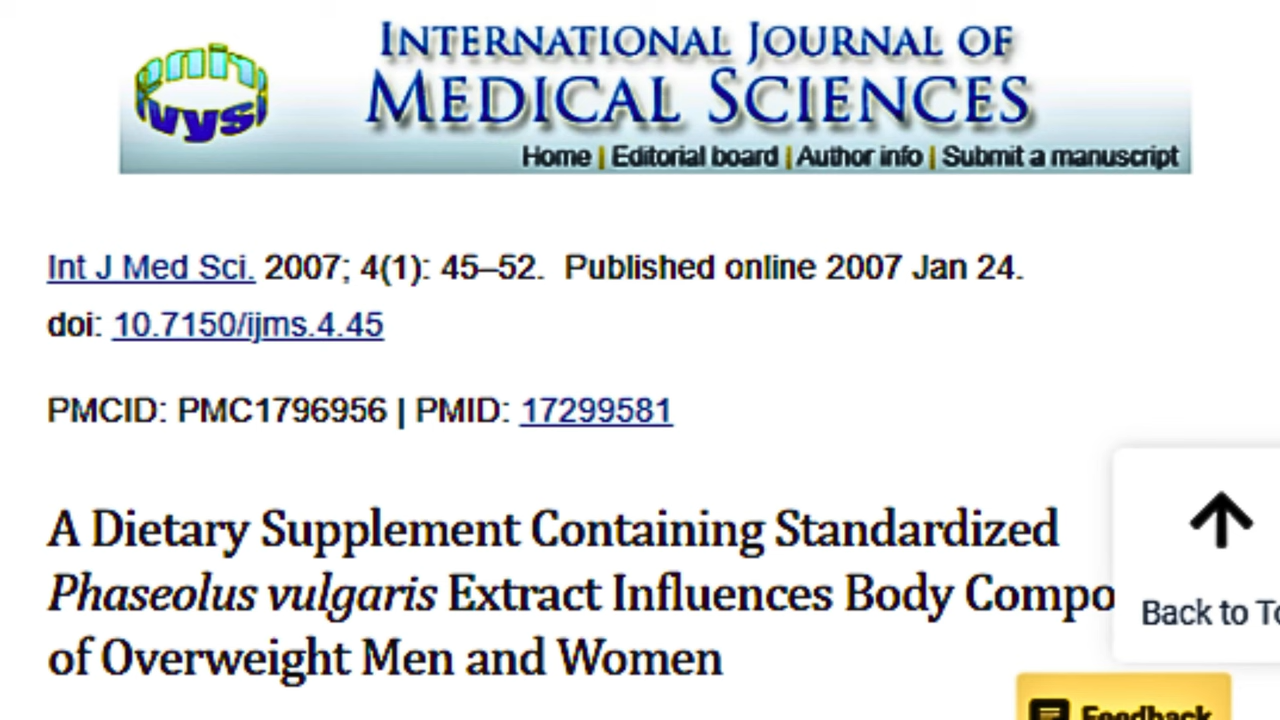 ivysp
INTERNATIONAL JOURNAL OF
MEDICAL SCIENCES
Home | Editorial board | Author info | Submit a manuscript
Int J Med Sci. 2007; 4(1): 45–52. Published online 2007 Jan 24.
doi: 10.7150/ijms.4.45
PMCID: PMC1796956 | PMID: 17299581
A Dietary Supplement Containing Standardized
Phaseolus vulgaris Extract Influences Body Compo
of Overweight Men and Women
Back to To
Feedback